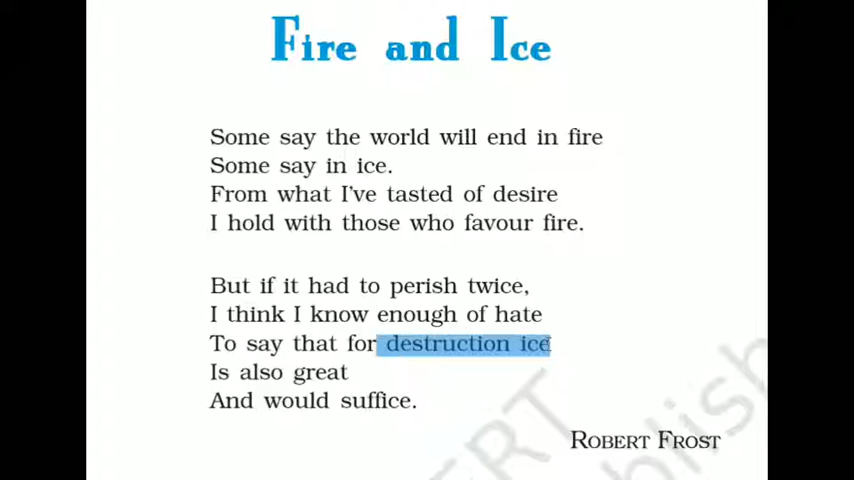 Fire and Ice
Some say the world will end in fire
Some say in ice.
From what I've tasted of desire
I hold with those who favour fire.
But if it had to perish twice,
I think I know enough of hate
To say that for destruction ice
Is also great
And would suffice.
ROBERT FROST